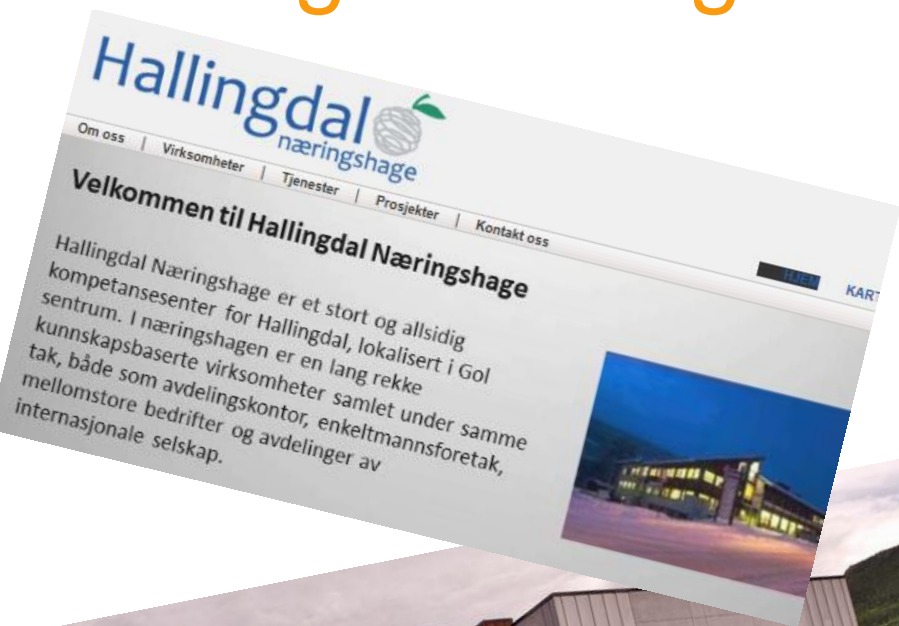 Hallingdal
næringshage
Om oss | Virksomheter | Tjenester | Prosjekter | Kontakt oss
HJEM KART
Velkommen til Hallingdal Næringshage
Hallingdal Næringshage er et stort og allsidig
kompetansesenter for Hallingdal, lokalisert i Gol
sentrum. I næringshagen er en lang rekke
kunnskapsbaserte virksomheter samlet under samme
tak, både som avdelingskontor, enkeltmannsforetak,
mellomstore bedrifter og avdelinger av
internasjonale selskap.